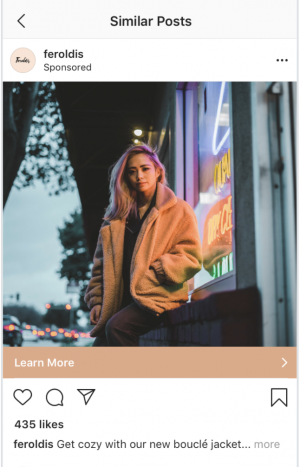 Similar Posts
Feroldis
feroldis
Sponsored
Learn More
435 likes
feroldis Get cozy with our new bouclé jacket... more